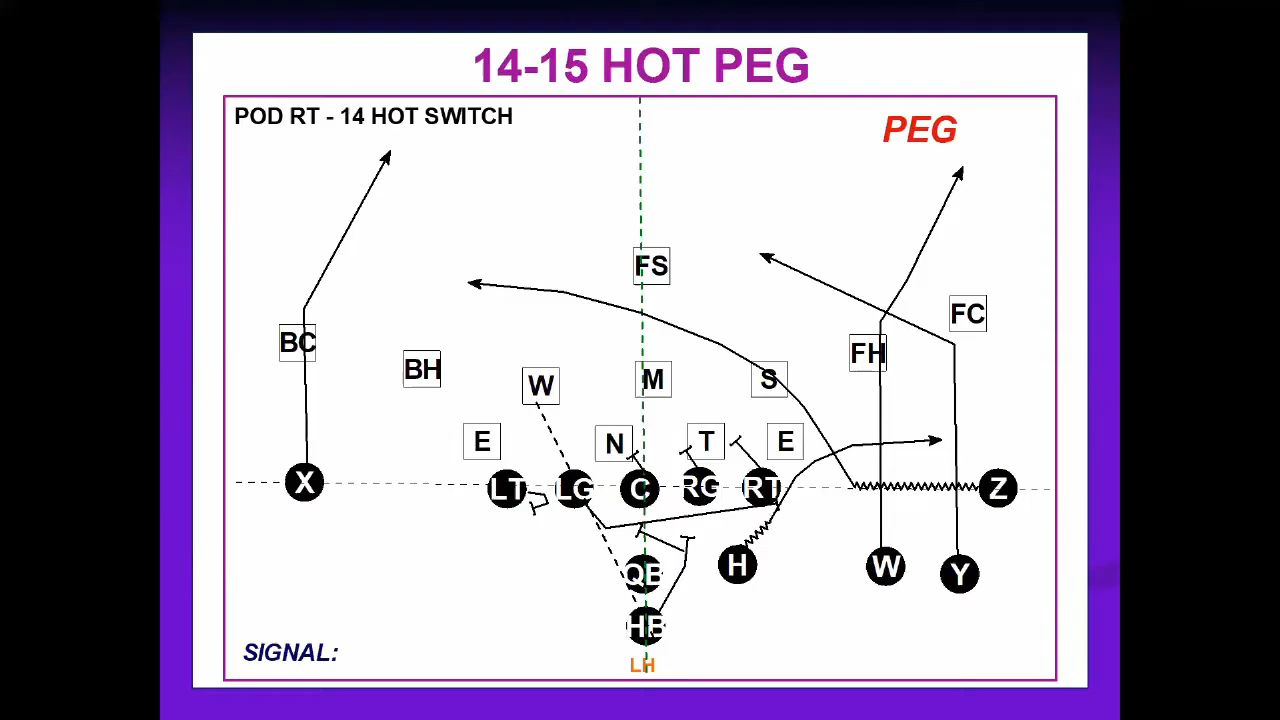 14-15 HOT PEG
POD RT - 14 HOT SWITCH
PEG
FS
FC
BC
FH
BH
W
M
S
E
N
T
E
X
LT
LG
C
RG
RT
Z
QB
H
W
Y
HB
SIGNAL:
LH